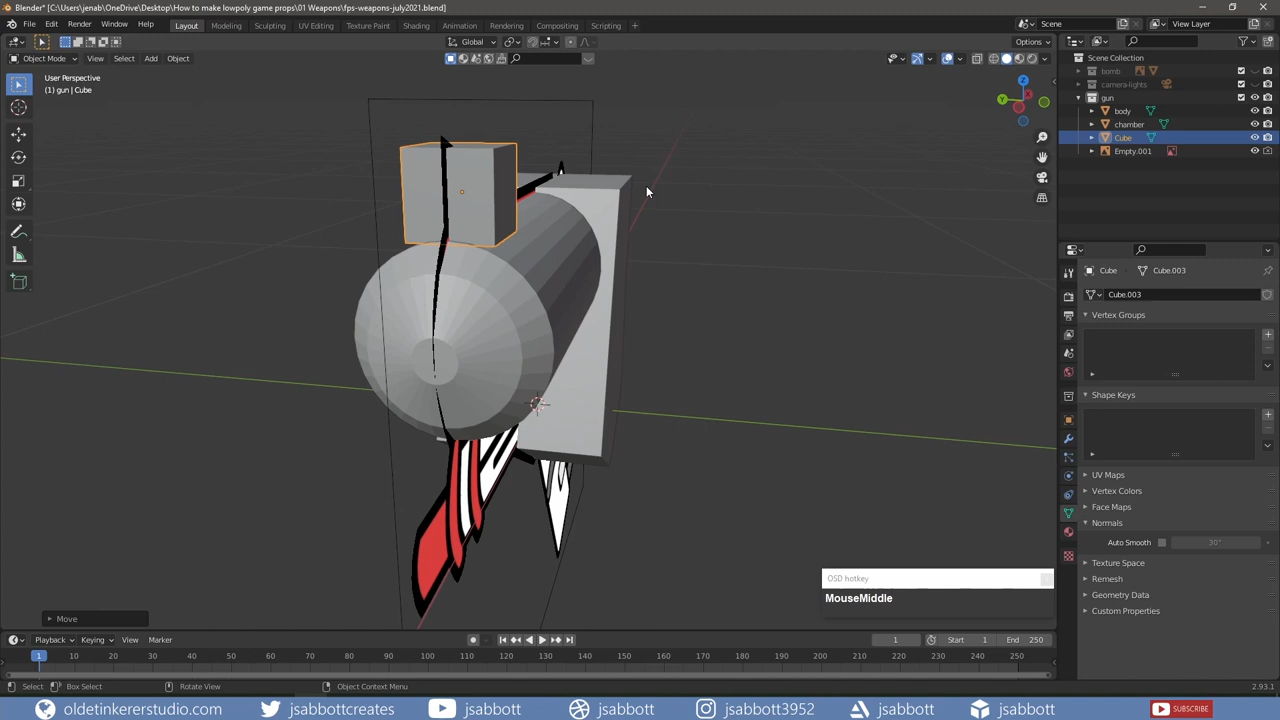 Blender* [C:\Users\jenab\OneDrive\Desktop\How to make lowpoly game props\01 Weapons\fps-weapons-july2021.blend]
File Edit Render Window Help Layout Modeling Sculpting UV Editing Texture Paint Shading Animation Rendering Compositing Scripting + Scene View Layer
Global Options
Object Mode View Select Add Object
User Perspective
(1) gun | Cube
Scene Collection
bomb
camera-lights
gun
body
chamber
Cube
Empty.001
Cube Cube.003
Cube.003
Vertex Groups
Shape Keys
UV Maps
Vertex Colors
Face Maps
Normals
Auto Smooth 30°
Texture Space
Remesh
Geometry Data
Custom Properties
Z
Y
X
OSD hotkey
MouseMiddle
Move
Playback Keying View Marker 1 Start 1 End 250
1 10 20 30 40 50 60 70 80 90 100 110 120 130 140 150 160 170 180 190 200 210 220 230 240 250
Select Box Select Rotate View Object Context Menu 2.93.1
oldetinkererstudio.com jsabbottcreates jsabbott jsabbott jsabbott3952 jsabbott jsabbott SUBSCRIBE